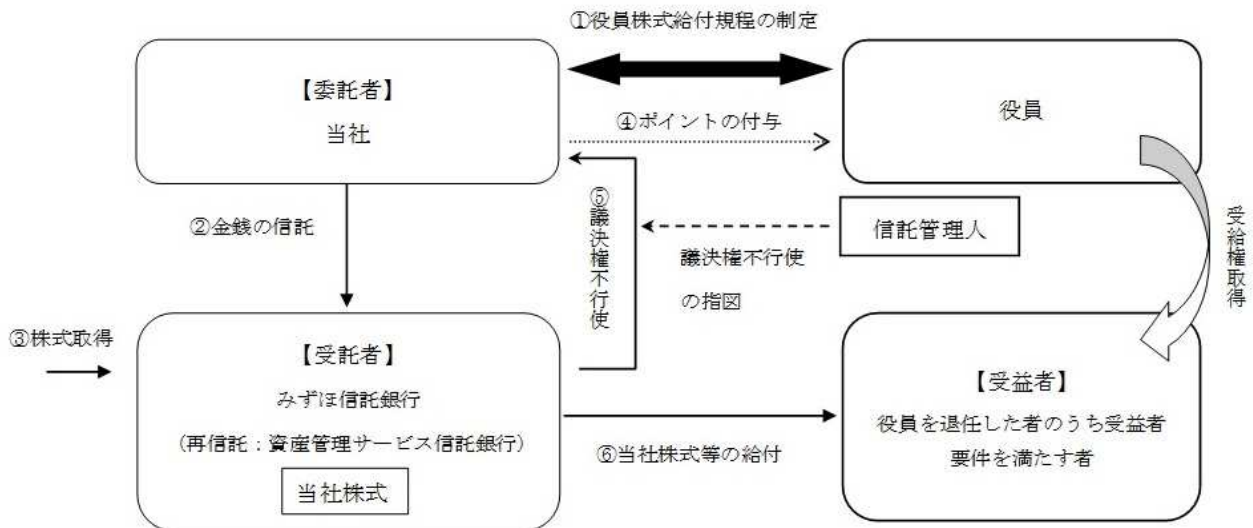 ①役員株式給付規程の制定
【委託者】
当社
役員
④ポイントの付与
②金銭の信託
⑤議決権不行使
信託管理人
議決権不行使
の指図
受給権取得
③株式取得
【受託者】
みずほ信託銀行
(再信託：資産管理サービス信託銀行)
当社株式
⑥当社株式等の給付
【受益者】
役員を退任した者のうち受益者
要件を満たす者